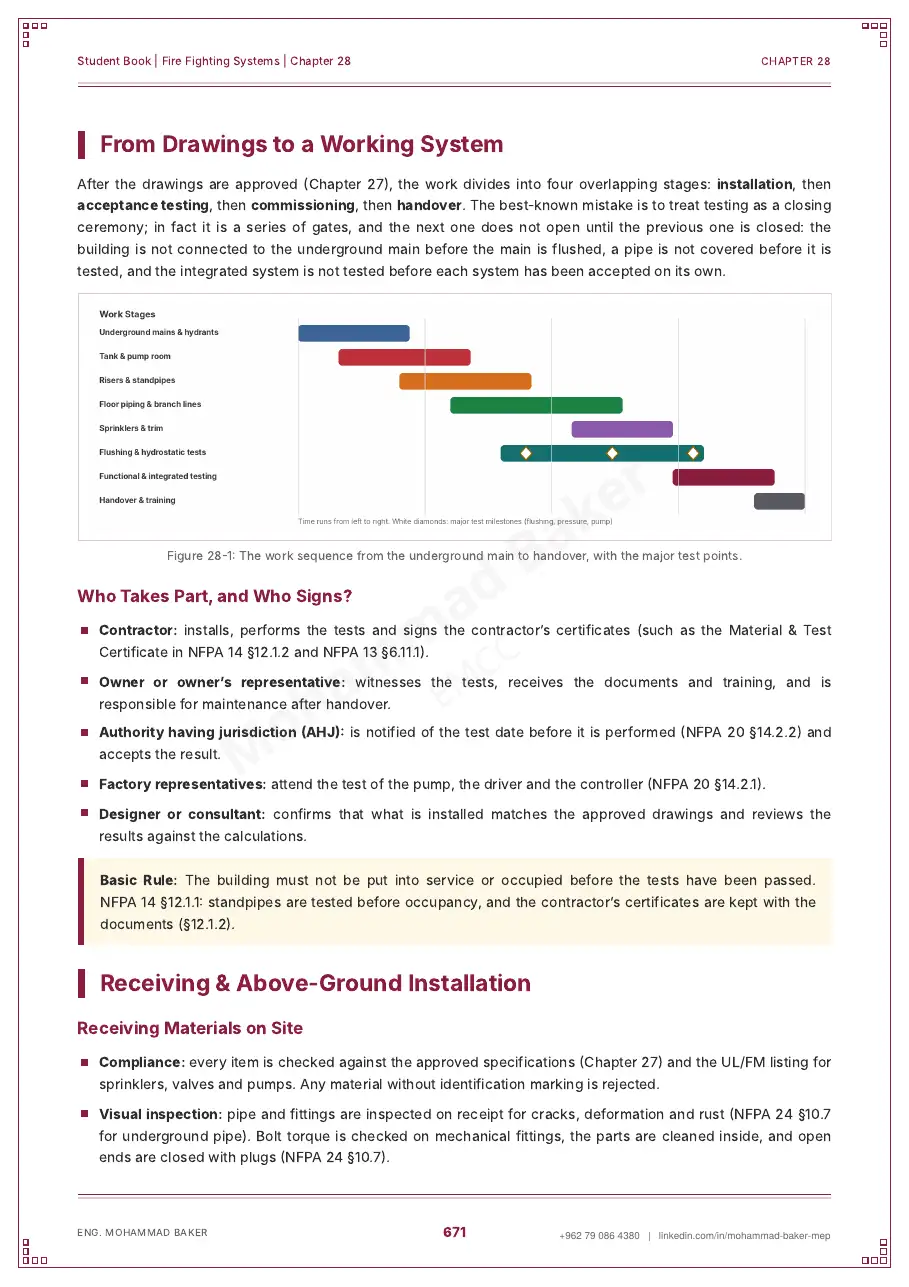 Student Book | Fire Fighting Systems | Chapter 28
CHAPTER 28
From Drawings to a Working System
After the drawings are approved (Chapter 27), the work divides into four overlapping stages: installation, then
acceptance testing, then commissioning, then handover. The best-known mistake is to treat testing as a closing
ceremony; in fact it is a series of gates, and the next one does not open until the previous one is closed: the
building is not connected to the underground main before the main is flushed, a pipe is not covered before it is
tested, and the integrated system is not tested before each system has been accepted on its own.
Work Stages
Underground mains & hydrants
Tank & pump room
Risers & standpipes
Floor piping & branch lines
Sprinklers & trim
Flushing & hydrostatic tests
Functional & integrated testing
Handover & training
Time runs from left to right. White diamonds: major test milestones (flushing, pressure, pump)
Figure 28-1: The work sequence from the underground main to handover, with the major test points.
Who Takes Part, and Who Signs?
Contractor: installs, performs the tests and signs the contractor's certificates (such as the Material & Test
Certificate in NFPA 14 §12.1.2 and NFPA 13 §6.11.1).
Owner or owner's representative: witnesses the tests, receives the documents and training, and is
responsible for maintenance after handover.
Authority having jurisdiction (AHJ): is notified of the test date before it is performed (NFPA 20 §14.2.2) and
accepts the result.
Factory representatives: attend the test of the pump, the driver and the controller (NFPA 20 §14.2.1).
Designer or consultant: confirms that what is installed matches the approved drawings and reviews the
results against the calculations.
Basic Rule: The building must not be put into service or occupied before the tests have been passed.
NFPA 14 §12.1.1: standpipes are tested before occupancy, and the contractor's certificates are kept with the
documents (§12.1.2).
Receiving & Above-Ground Installation
Receiving Materials on Site
Compliance: every item is checked against the approved specifications (Chapter 27) and the UL/FM listing for
sprinklers, valves and pumps. Any material without identification marking is rejected.
Visual inspection: pipe and fittings are inspected on receipt for cracks, deformation and rust (NFPA 24 §10.7
for underground pipe). Bolt torque is checked on mechanical fittings, the parts are cleaned inside, and open
ends are closed with plugs (NFPA 24 §10.7).
Mohammad Baker
EMCC
ENG. MOHAMMAD BAKER
671
+962 79 086 4380 | linkedin.com/in/mohammad-baker-mep